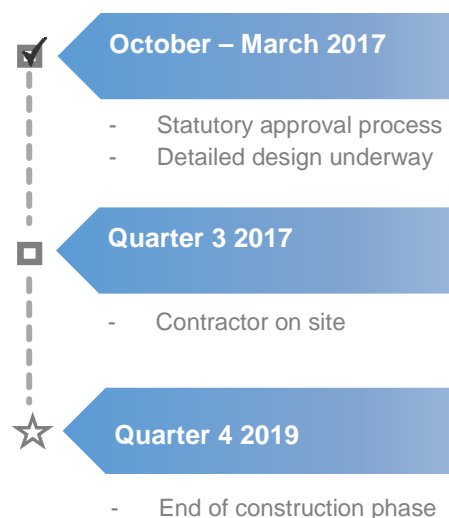 October – March 2017
- Statutory approval process
- Detailed design underway
Quarter 3 2017
- Contractor on site
Quarter 4 2019
- End of construction phase